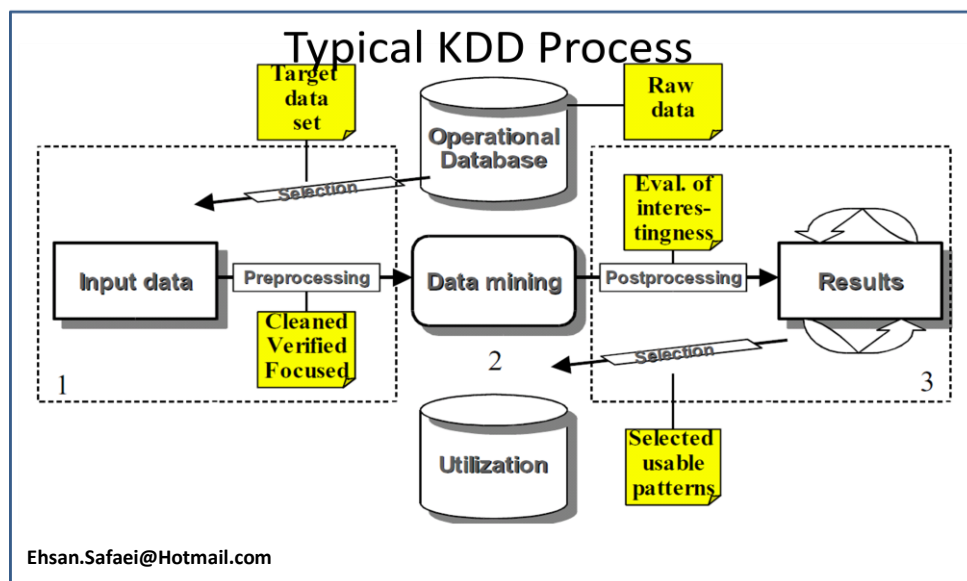 Typical KDD Process
Target
data
set
Operational
Database
Raw
data
Selection
Eval. of
interes-
tingness
Input data
Preprocessing
Data mining
Postprocessing
Results
Cleaned
Verified
Focused
1
2
Selection
3
Utilization
Selected
usable
patterns
Ehsan.Safaei@Hotmail.com